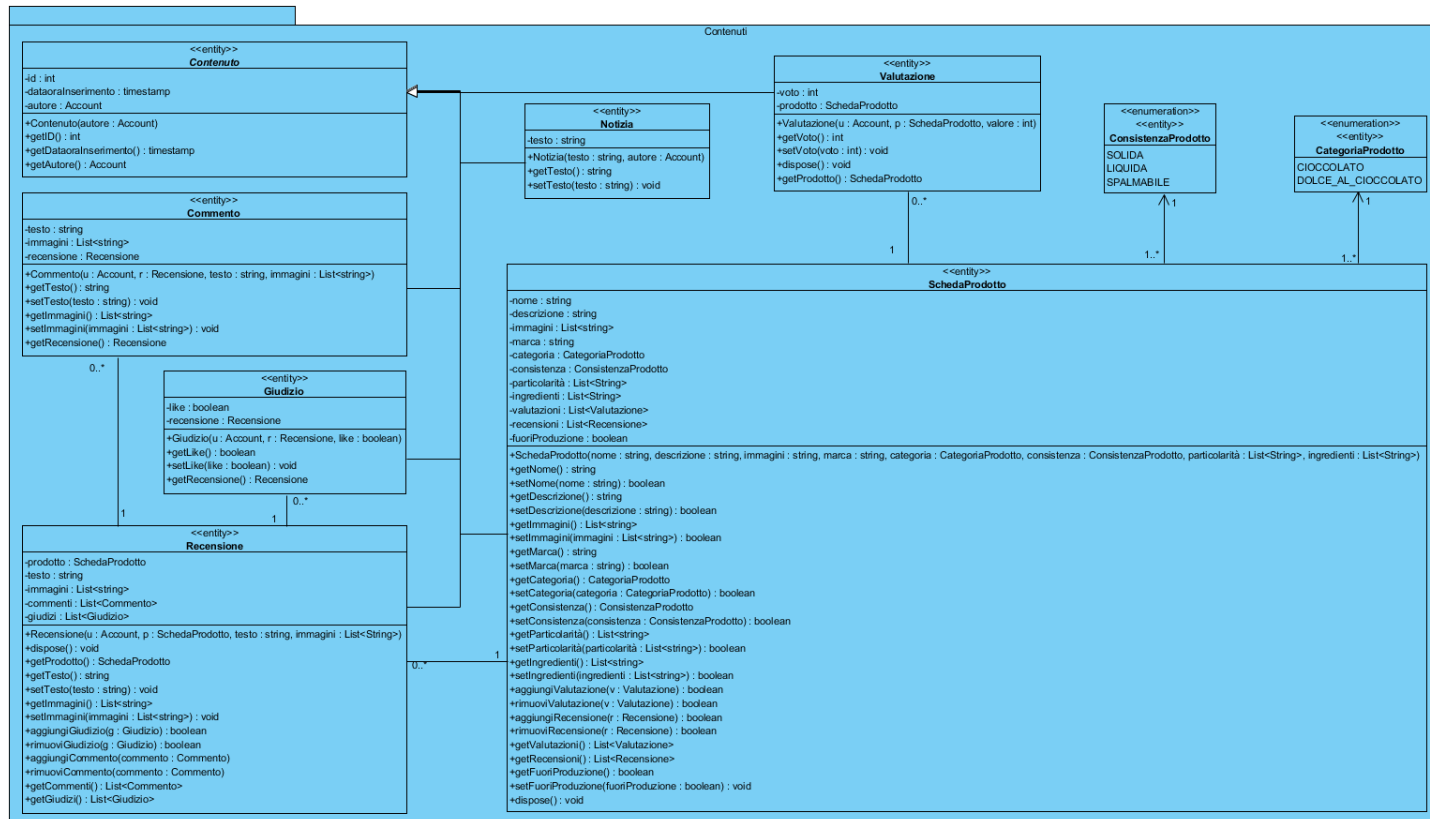 Contenuti
<<entity>>
Contenuto
-id : int
-dataoraInserimento : timestamp
-autore : Account
+Contenuto(autore : Account)
+getID() : int
+getDataoraInserimento() : timestamp
+getAutore() : Account
<<entity>>
Notizia
-testo : string
+Notizia(testo : string, autore : Account)
+getTesto() : string
+setTesto(testo : string) : void
<<entity>>
Valutazione
-voto : int
-prodotto : SchedaProdotto
+Valutazione(u : Account, p : SchedaProdotto, valore : int)
+getVoto() : int
+setVoto(voto : int) : void
+dispose() : void
+getProdotto() : SchedaProdotto
0..*
1
<<enumeration>>
<<entity>>
ConsistenzaProdotto
SOLIDA
LIQUIDA
SPALMABILE
1
1..*
<<enumeration>>
<<entity>>
CategoriaProdotto
CIOCCOLATO
DOLCE_AL_CIOCCOLATO
1
1..*
<<entity>>
Commento
-testo : string
-immagini : List<string>
-recensione : Recensione
+Commento(u : Account, r : Recensione, testo : string, immagini : List<string>)
+getTesto() : string
+setTesto(testo : string) : void
+getImmagini() : List<string>
+setImmagini(immagini : List<string>) : void
+getRecensione() : Recensione
0..*
1
<<entity>>
Giudizio
-like : boolean
-recensione : Recensione
+Giudizio(u : Account, r : Recensione, like : boolean)
+getLike() : boolean
+setLike(like : boolean) : void
+getRecensione() : Recensione
0..*
1
<<entity>>
Recensione
-prodotto : SchedaProdotto
-testo : string
-immagini : List<string>
-commenti : List<Commento>
-giudizi : List<Giudizio>
+Recensione(u : Account, p : SchedaProdotto, testo : string, immagini : List<String>)
+dispose() : void
+getProdotto() : SchedaProdotto
+getTesto() : string
+setTesto(testo : string) : void
+getImmagini() : List<string>
+setImmagini(immagini : List<string>) : void
+aggiungiGiudizio(g : Giudizio) : boolean
+rimuoviGiudizio(g : Giudizio) : boolean
+aggiungiCommento(commento : Commento)
+rimuoviCommento(commento : Commento)
+getCommenti() : List<Commento>
+getGiudizi() : List<Giudizio>
0..*
1
<<entity>>
SchedaProdotto
-nome : string
-descrizione : string
-immagini : List<string>
-marca : string
-categoria : CategoriaProdotto
-consistenza : ConsistenzaProdotto
-particolarità : List<String>
-ingredienti : List<String>
-valutazioni : List<Valutazione>
-recensioni : List<Recensione>
-fuoriProduzione : boolean
+SchedaProdotto(nome : string, descrizione : string, immagini : string, marca : string, categoria : CategoriaProdotto, consistenza : ConsistenzaProdotto, particolarità : List<String>, ingredienti : List<String>)
+getNome() : string
+setNome(nome : string) : boolean
+getDescrizione() : string
+setDescrizione(descrizione : string) : boolean
+getImmagini() : List<string>
+setImmagini(immagini : List<string>) : boolean
+getMarca() : string
+setMarca(marca : string) : boolean
+getCategoria() : CategoriaProdotto
+setCategoria(categoria : CategoriaProdotto) : boolean
+getConsistenza() : ConsistenzaProdotto
+setConsistenza(consistenza : ConsistenzaProdotto) : boolean
+getParticolarità() : List<string>
+setParticolarità(particolarità : List<string>) : boolean
+getIngredienti() : List<string>
+setIngredienti(ingredienti : List<string>) : boolean
+aggiungiValutazione(v : Valutazione) : boolean
+rimuoviValutazione(v : Valutazione) : boolean
+aggiungiRecensione(r : Recensione) : boolean
+rimuoviRecensione(r : Recensione) : boolean
+getValutazioni() : List<Valutazione>
+getRecensioni() : List<Recensione>
+getFuoriProduzione() : boolean
+setFuoriProduzione(fuoriProduzione : boolean) : void
+dispose() : void